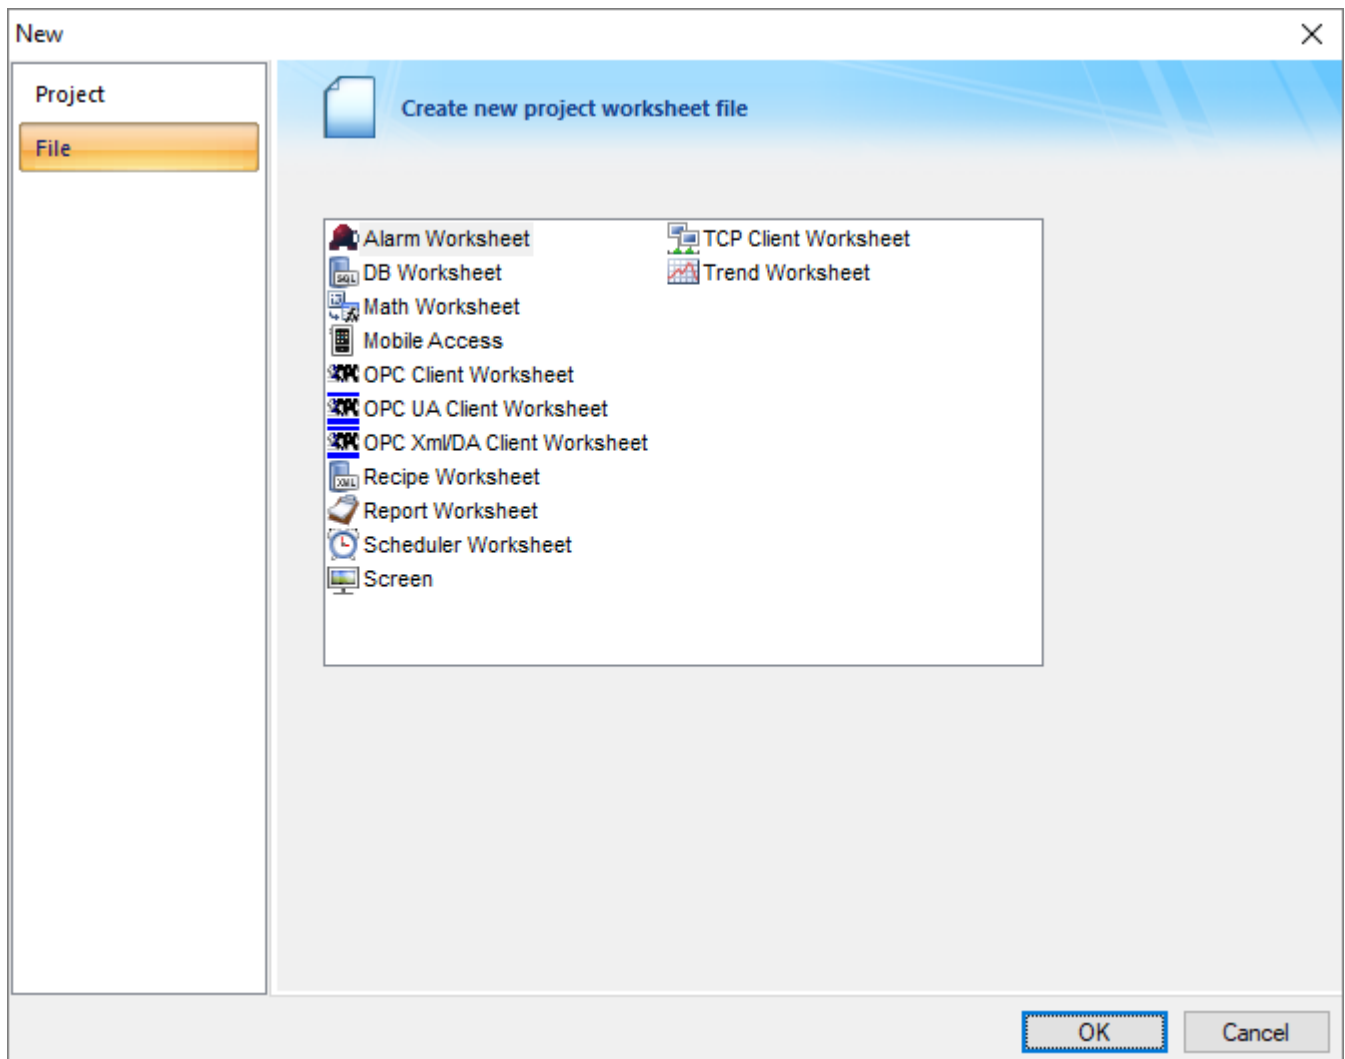 New
Project
File
Create new project worksheet file
Alarm Worksheet
DB Worksheet
SQL
Math Worksheet
Mobile Access
OPC Client Worksheet
OPC UA Client Worksheet
OPC Xml/DA Client Worksheet
Recipe Worksheet
XML
Report Worksheet
Scheduler Worksheet
Screen
TCP Client Worksheet
Trend Worksheet
OK
Cancel